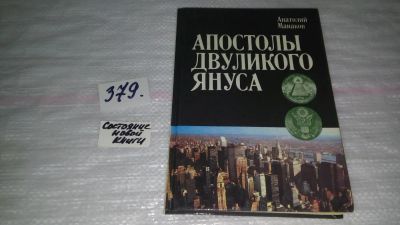 379.
Состояние
новой
книги
Анатолий
Манаков
АПОСТОЛЫ
ДВУЛИКОГО
ЯНУСА